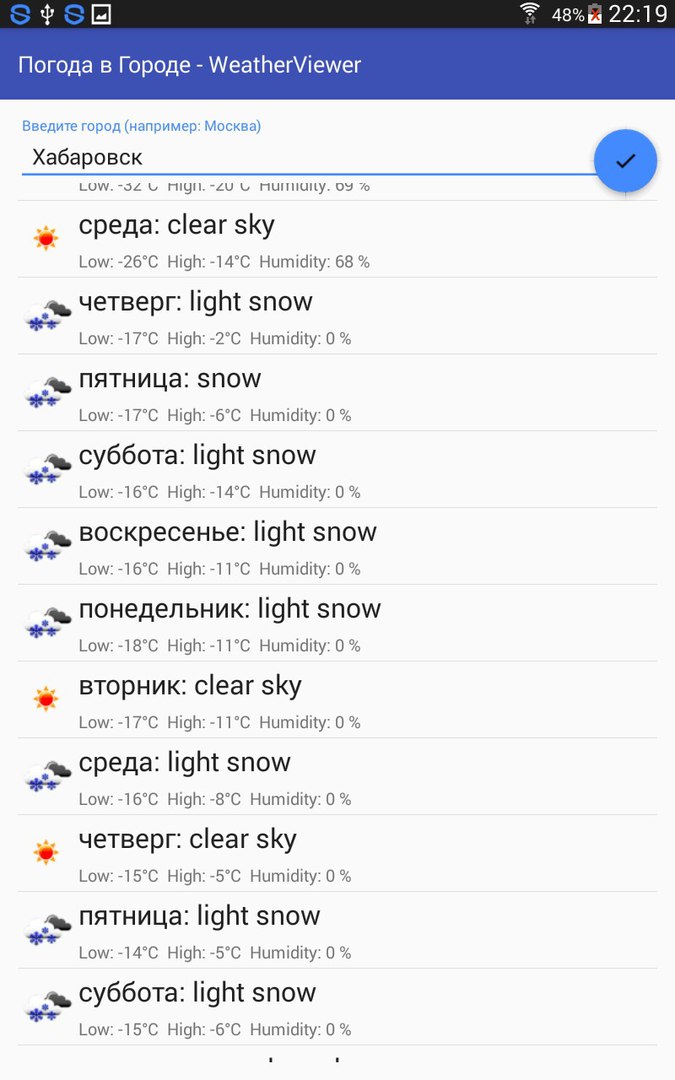 48% 22:19
Погода в Городе - WeatherViewer
Введите город (например: Москва)
Хабаровск
Low: -32°C High: -20°C Humidity: 69 %
среда: clear sky
Low: -26°C High: -14°C Humidity: 68 %
четверг: light snow
Low: -17°C High: -2°C Humidity: 0 %
пятница: snow
Low: -17°C High: -6°C Humidity: 0 %
суббота: light snow
Low: -16°C High: -14°C Humidity: 0 %
воскресенье: light snow
Low: -16°C High: -11°C Humidity: 0 %
понедельник: light snow
Low: -18°C High: -11°C Humidity: 0 %
вторник: clear sky
Low: -17°C High: -11°C Humidity: 0 %
среда: light snow
Low: -16°C High: -8°C Humidity: 0 %
четверг: clear sky
Low: -15°C High: -5°C Humidity: 0 %
пятница: light snow
Low: -14°C High: -5°C Humidity: 0 %
суббота: light snow
Low: -15°C High: -6°C Humidity: 0 %